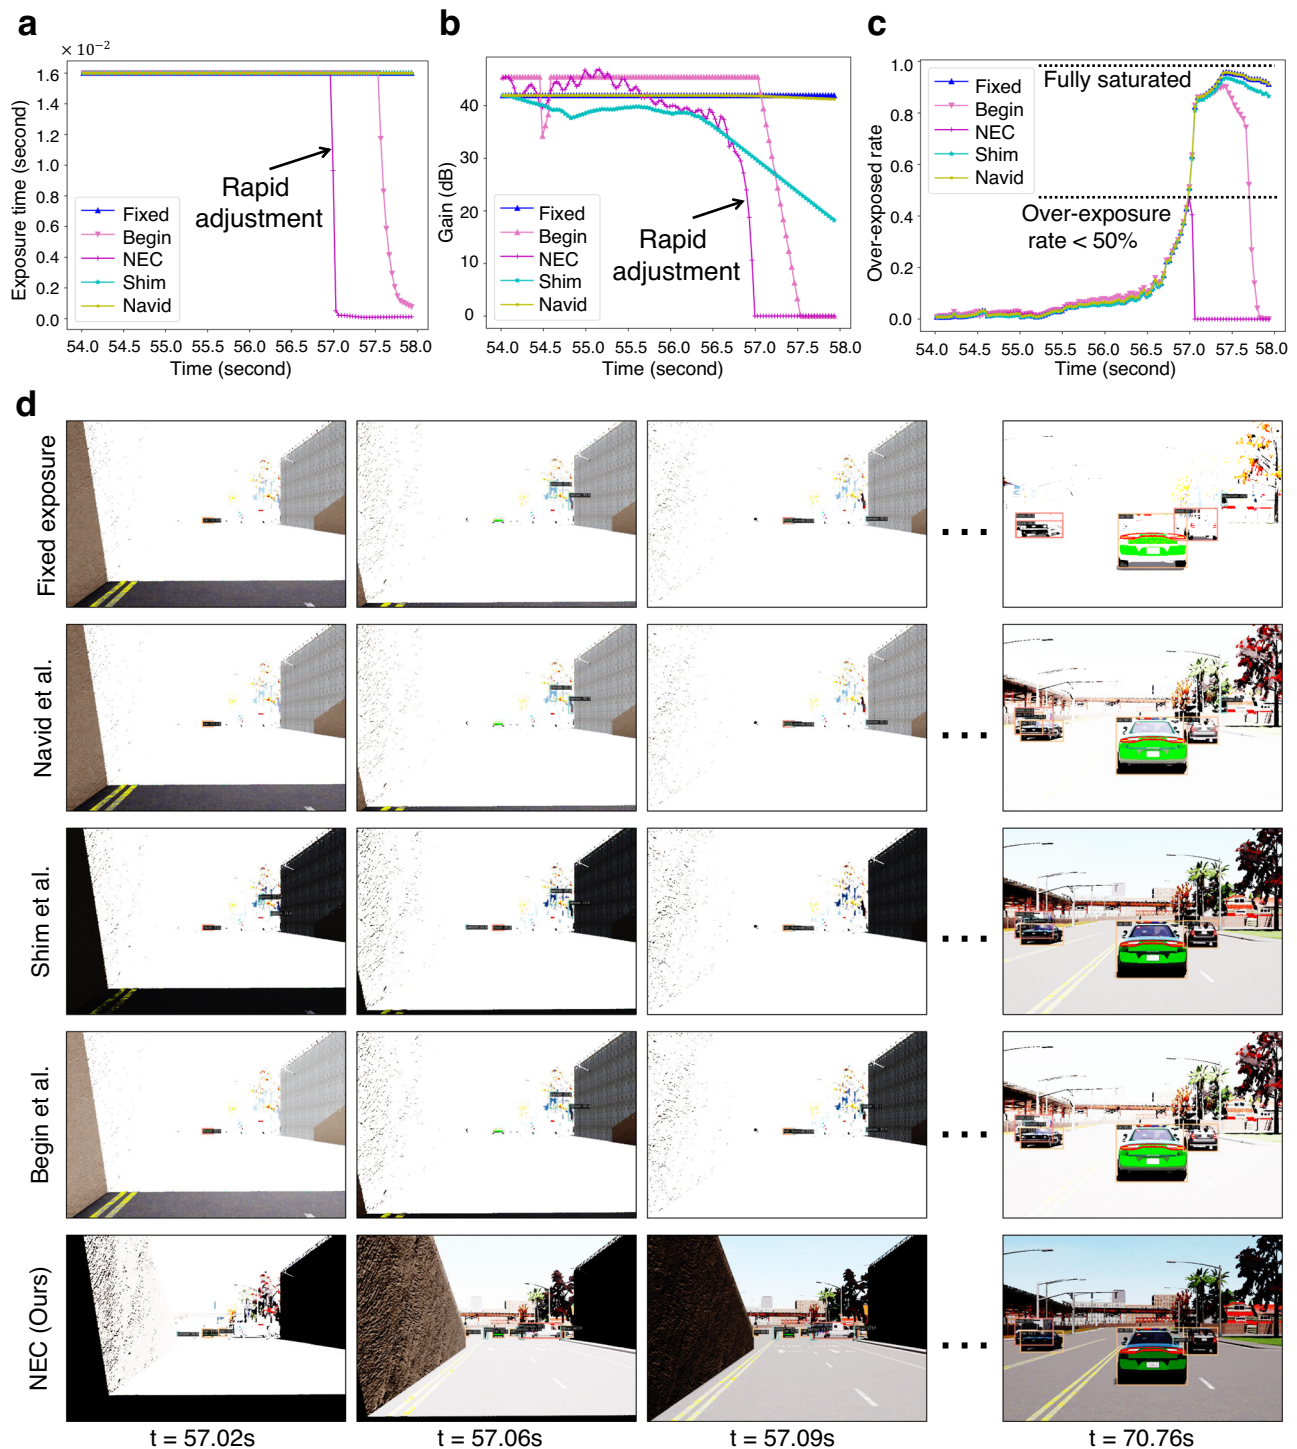 a
× 10⁻²
Exposure time (second)
1.6
1.4
1.2
1.0
0.8
0.6
0.4
0.2
0.0
Rapid
adjustment
Fixed
Begin
NEC
Shim
Navid
54.0 54.5 55.0 55.5 56.0 56.5 57.0 57.5 58.0
Time (second)
b
Gain (dB)
40
30
20
10
0
Fixed
Begin
NEC
Shim
Navid
Rapid
adjustment
54.0 54.5 55.0 55.5 56.0 56.5 57.0 57.5 58.0
Time (second)
c
Over-exposed rate
1.0
0.8
0.6
0.4
0.2
0.0
Fixed
Begin
NEC
Shim
Navid
Fully saturated
Over-exposure
rate < 50%
54.0 54.5 55.0 55.5 56.0 56.5 57.0 57.5 58.0
Time (second)
d
Fixed exposure
Navid et al.
Shim et al.
Begin et al.
NEC (Ours)
t = 57.02s
t = 57.06s
t = 57.09s
t = 70.76s